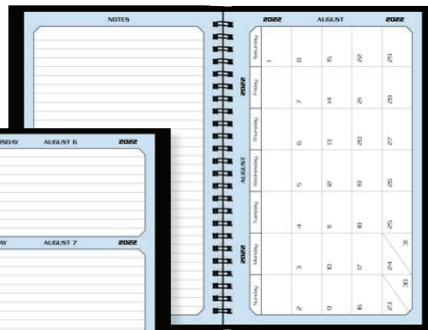 NOTES
2022 AUGUST 2022
2022 AUGUST 2022
Sunday Monday Tuesday Wednesday Thursday Friday Saturday
1
2 3 4 5 6 7 8
9 10 11 12 13 14 15
16 17 18 19 20 21 22
23 24 25 26 27 28 29
30 31
SDAY AUGUST 6 2022
AY AUGUST 7 2022